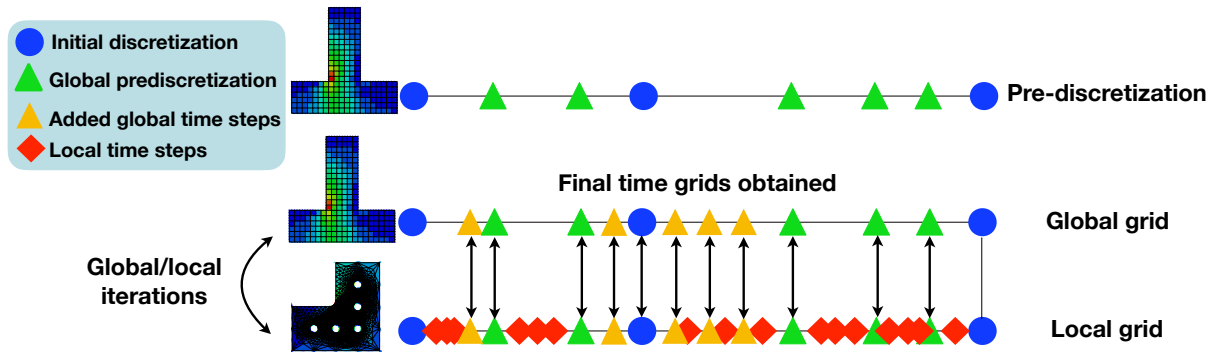 Initial discretization
Global prediscretization
Added global time steps
Local time steps
Pre-discretization
Final time grids obtained
Global grid
Global/local
iterations
Local grid